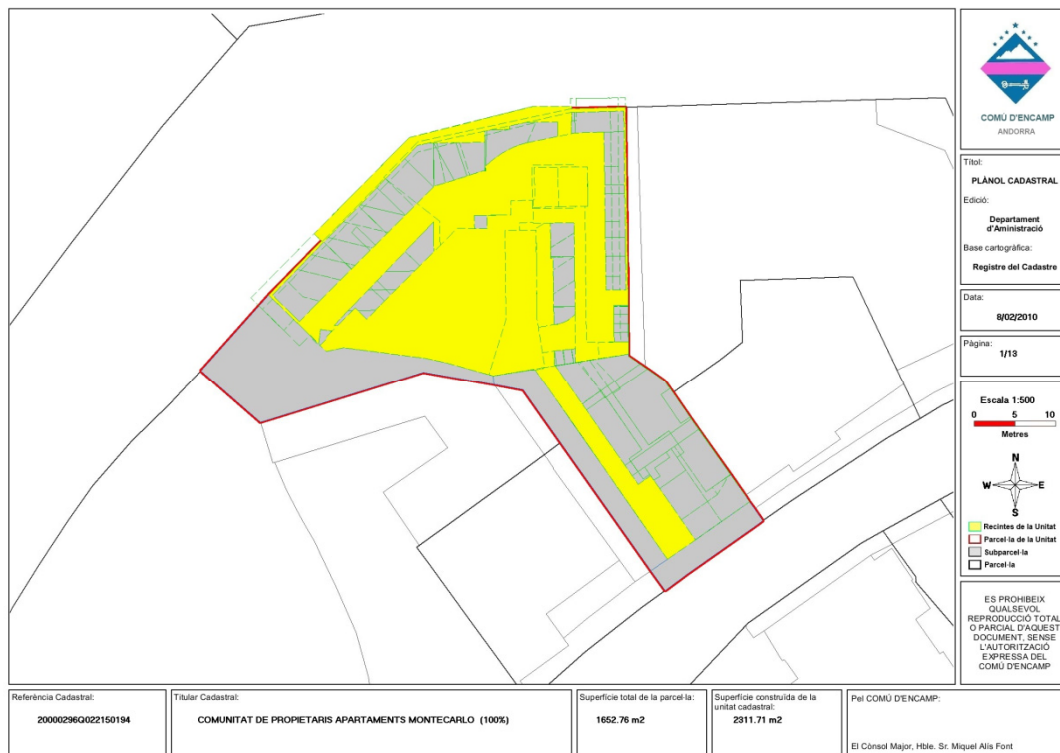 COMÚ D'ENCAMP
ANDORRA
Títol:
PLÀNOL CADASTRAL
Edició:
Departament
d'Aministració
Base cartogràfica:
Registre del Cadastre
Data:
8/02/2010
Pàgina:
1/13
Escala 1:500
0 5 10
Metres
N
W E
S
Recintes de la Unitat
Parcel·la de la Unitat
Subparcel·la
Parcel·la
ES PROHIBEIX
QUALSEVOL
REPRODUCCIÓ TOTAL
O PARCIAL D'AQUEST
DOCUMENT, SENSE
L'AUTORITZACIÓ
EXPRESSA DEL
COMÚ D'ENCAMP
Referència Cadastral:
20000296Q022150194
Titular Cadastral:
COMUNITAT DE PROPIETARIS APARTAMENTS MONTECARLO (100%)
Superfície total de la parcel·la:
1652.76 m2
Superfície construïda de la
unitat cadastral:
2311.71 m2
Pel COMÚ D'ENCAMP:
El Cònsol Major, Hble. Sr. Miquel Alís Font